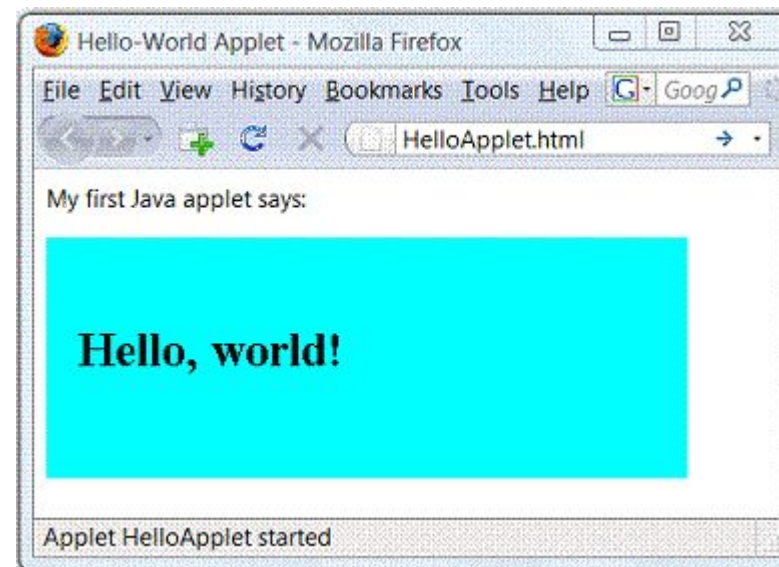 Hello-World Applet - Mozilla Firefox
File Edit View History Bookmarks Tools Help G Goog
HelloApplet.html
My first Java applet says:
Hello, world!
Applet HelloApplet started